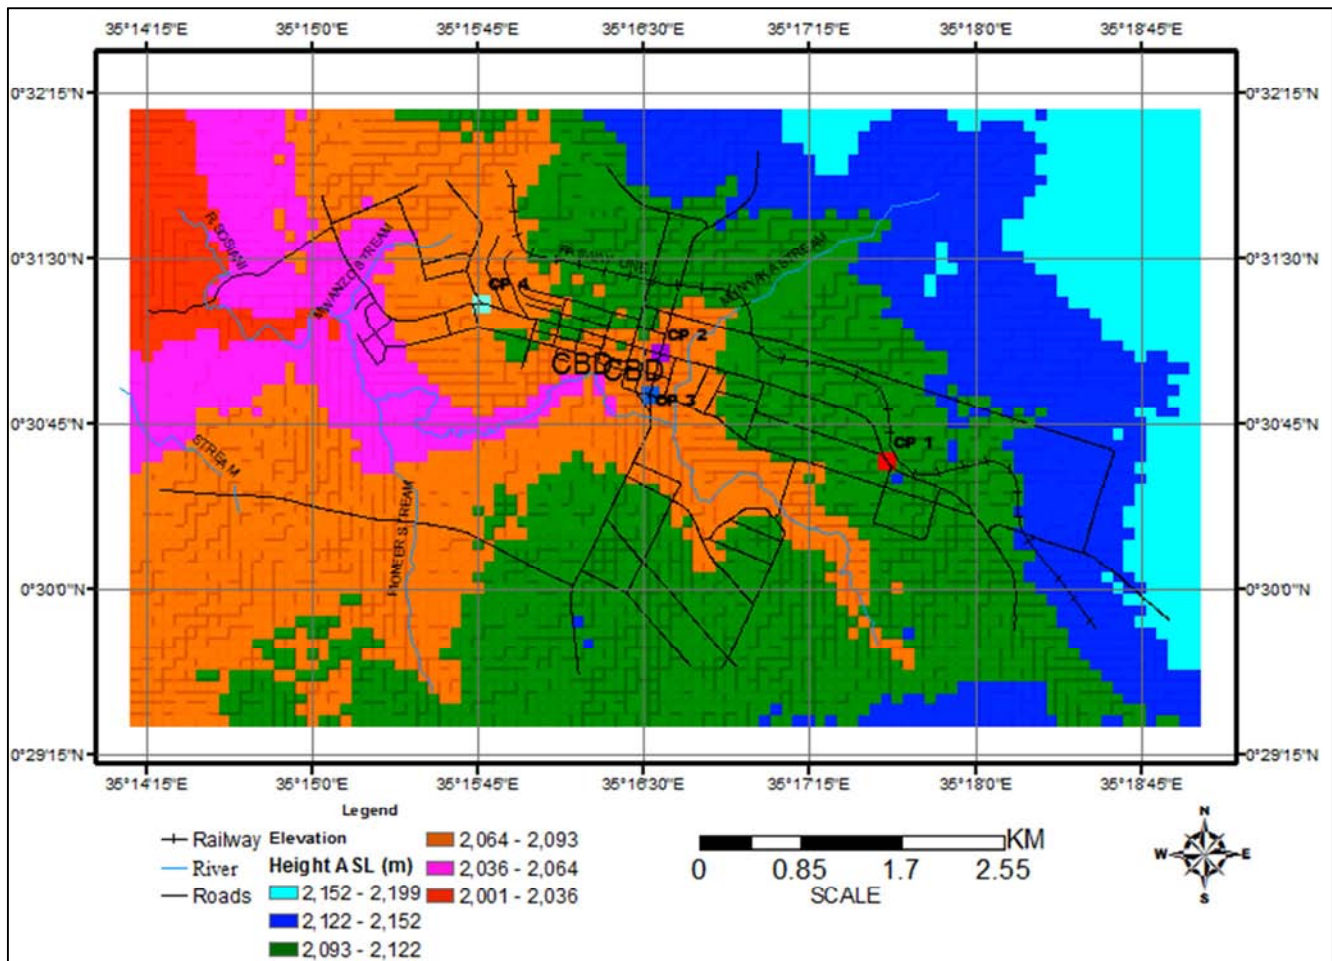 35°14'15"E 35°15'0"E 35°15'45"E 35°16'30"E 35°17'15"E 35°18'0"E 35°18'45"E
0°32'15"N 0°32'15"N
R SOSIANI
MWANZO STREAM
RAILWAY LINE
MUNYAKA STREAM
0°31'30"N 0°31'30"N
CP 4
CP 2
CBD CBD
CP 3
0°30'45"N 0°30'45"N
CP 1
STREAM
PIONEER STREAM
0°30'0"N 0°30'0"N
0°29'15"N 0°29'15"N
35°14'15"E 35°15'0"E 35°15'45"E 35°16'30"E 35°17'15"E 35°18'0"E 35°18'45"E
Legend
Railway
River
Roads
Elevation
Height ASL (m)
2,152 - 2,199
2,122 - 2,152
2,093 - 2,122
2,064 - 2,093
2,036 - 2,064
2,001 - 2,036
KM
0 0.85 1.7 2.55
SCALE
N
W E
S